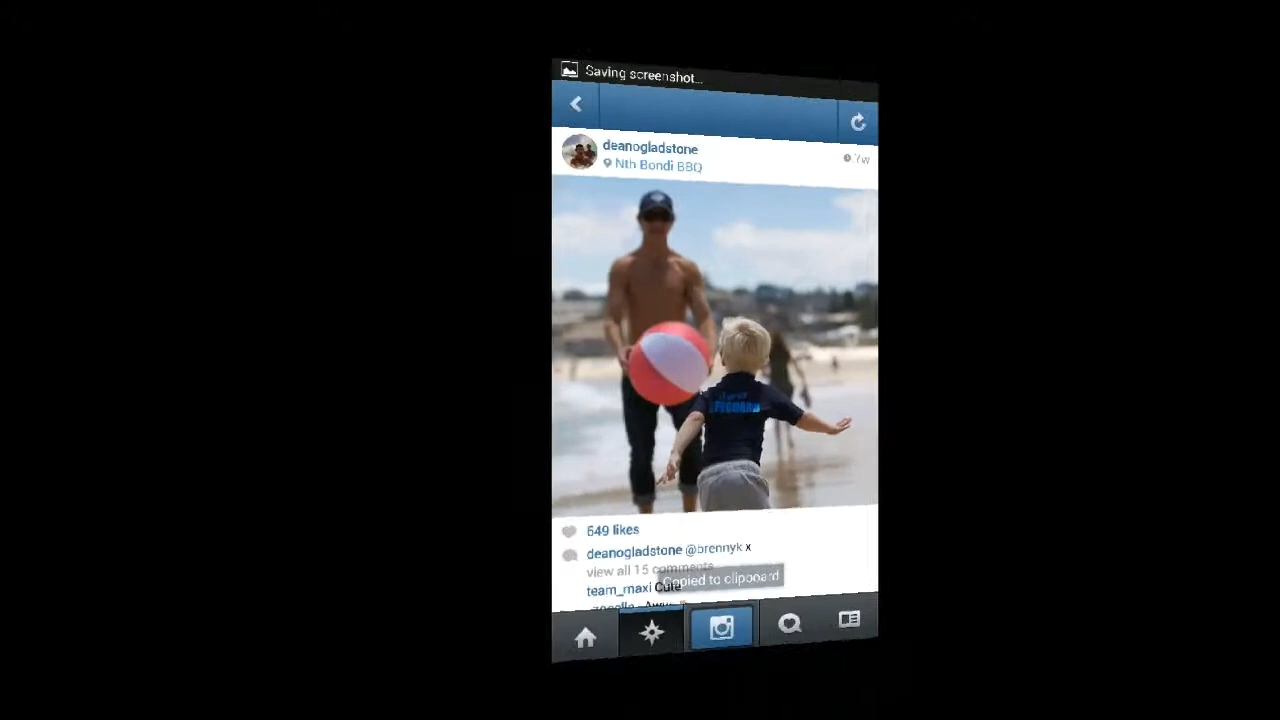 Saving screenshot...
deanogladstone
Nth Bondi BBQ
7w
649 likes
deanogladstone @brennyk x
view all 15 comments
Copied to clipboard
team_maxi Cute